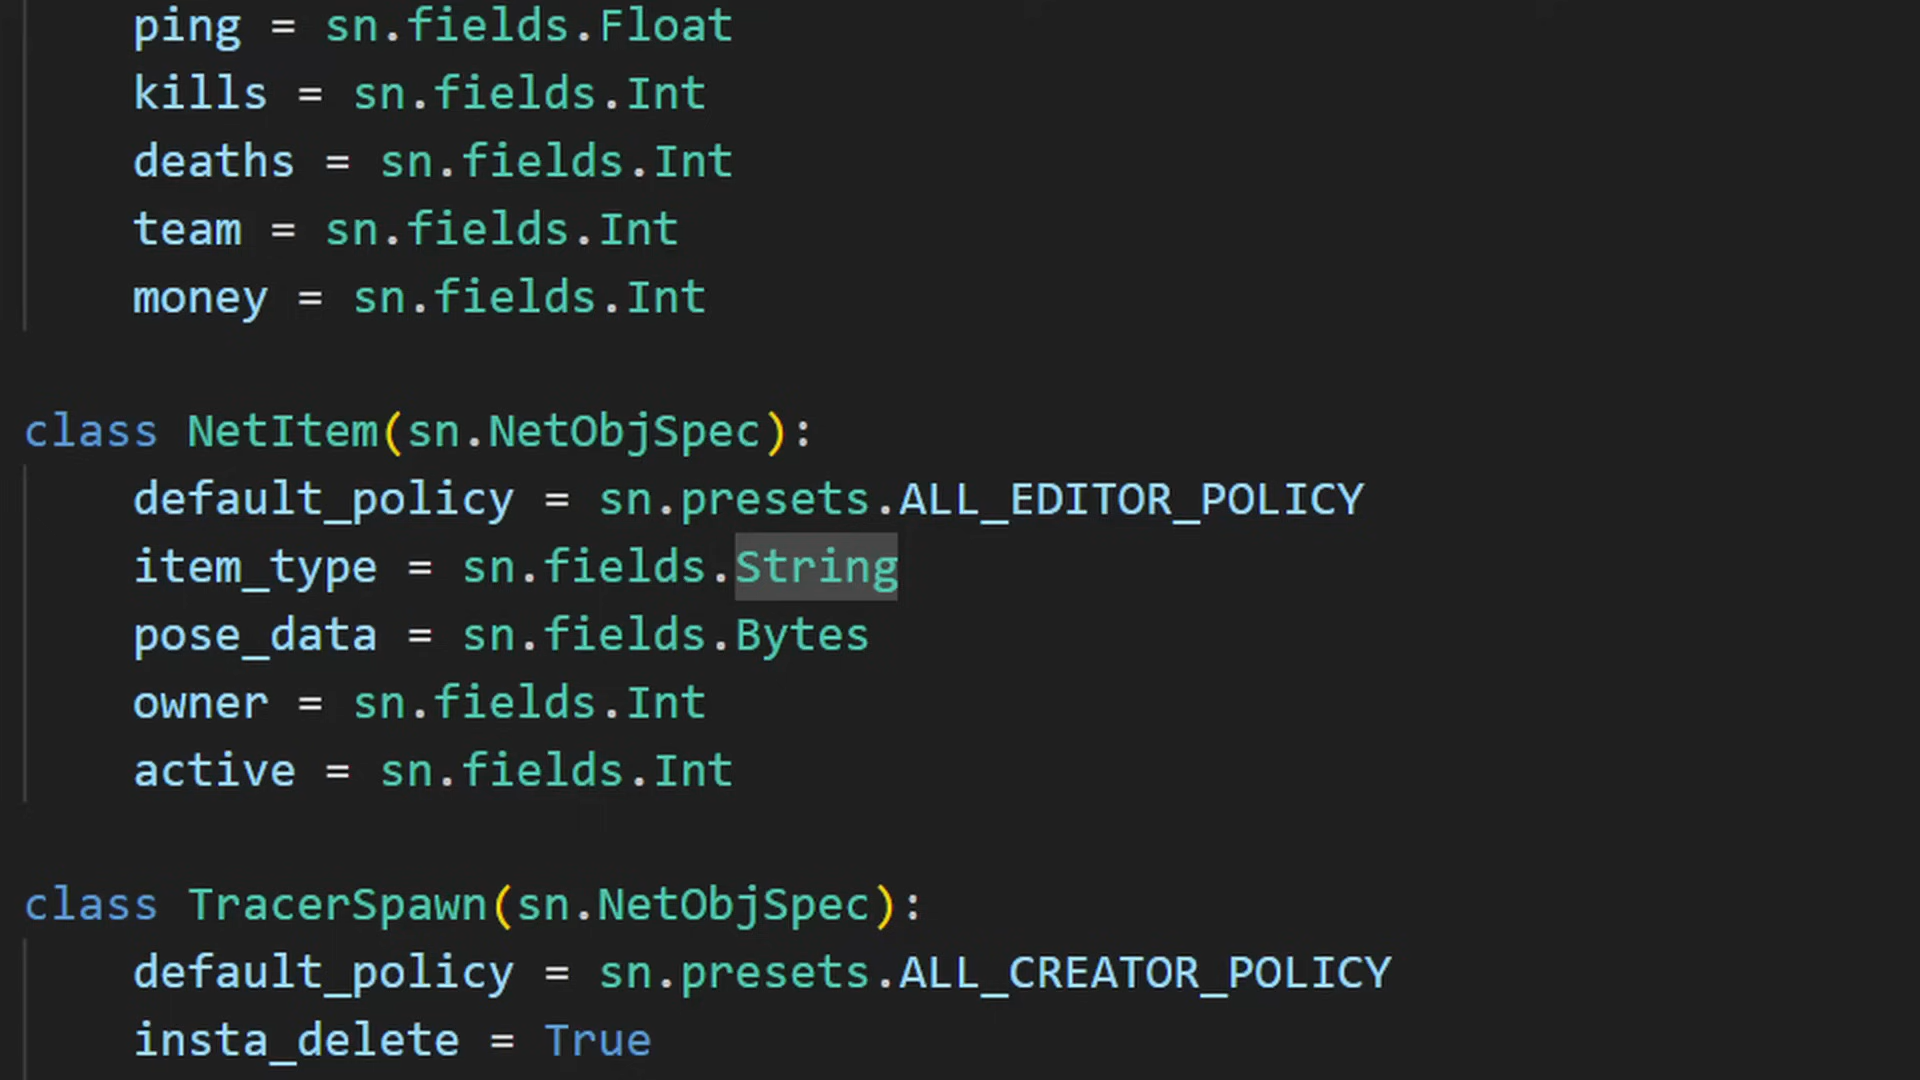 ping = sn.fields.Float
kills = sn.fields.Int
deaths = sn.fields.Int
team = sn.fields.Int
money = sn.fields.Int
class NetItem(sn.NetObjSpec):
default_policy = sn.presets.ALL_EDITOR_POLICY
item_type = sn.fields.String
pose_data = sn.fields.Bytes
owner = sn.fields.Int
active = sn.fields.Int
class TracerSpawn(sn.NetObjSpec):
default_policy = sn.presets.ALL_CREATOR_POLICY
insta_delete = True